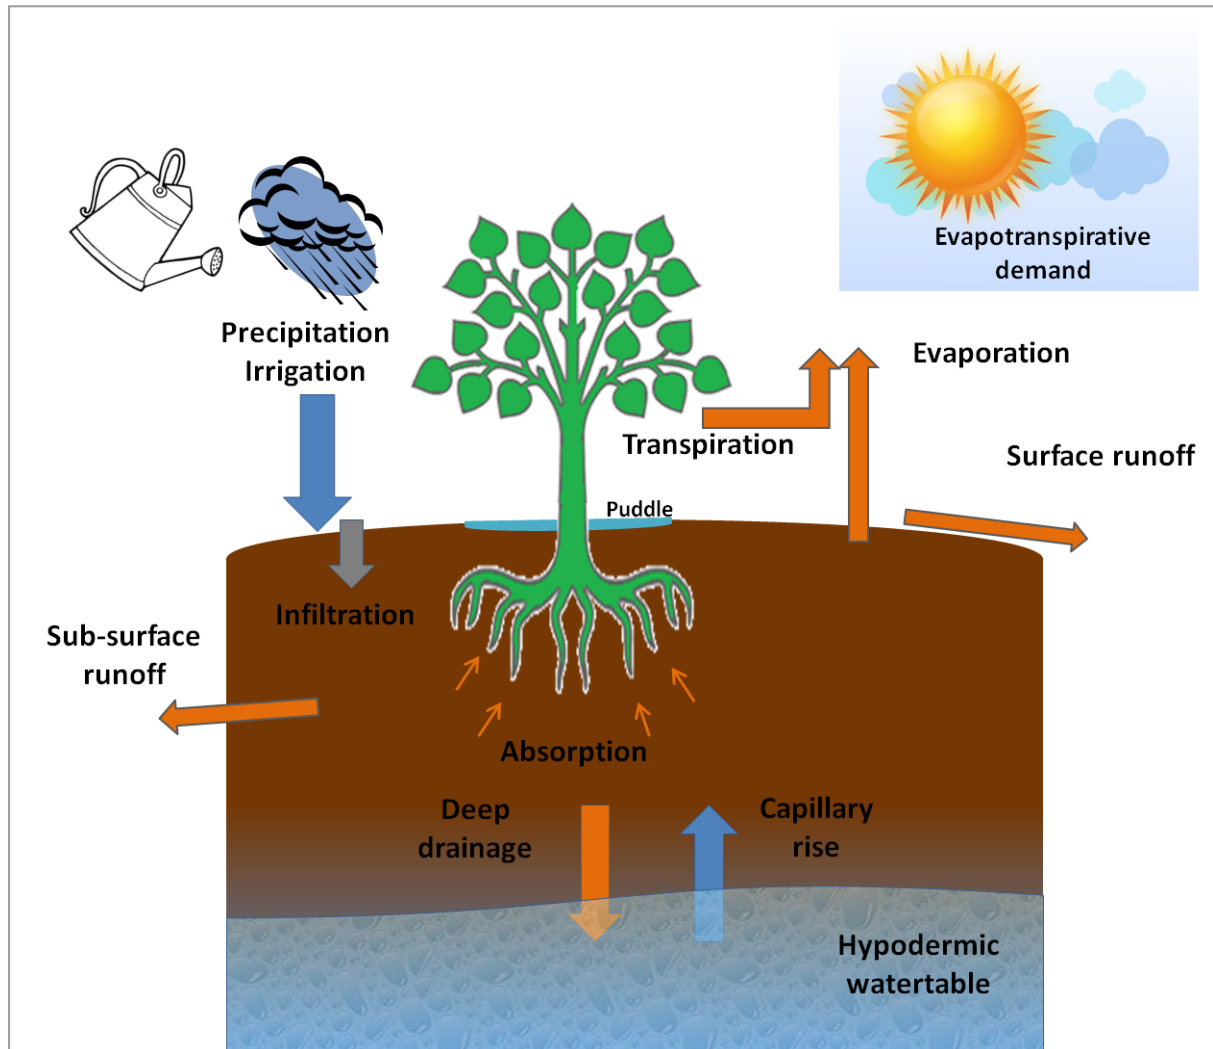 Evapotranspirative
demand
Precipitation
Irrigation
Evaporation
Transpiration
Surface runoff
Puddle
Infiltration
Sub-surface
runoff
Absorption
Deep
drainage
Capillary
rise
Hypodermic
watertable